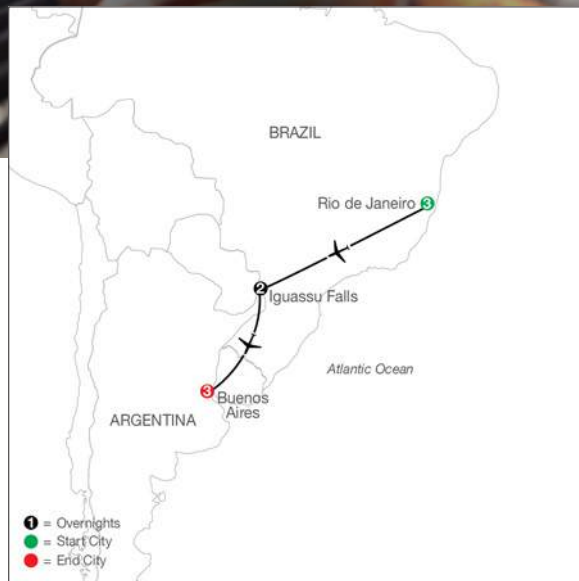 BRAZIL
Rio de Janeiro 3
2
Iguassu Falls
Atlantic Ocean
3 Buenos
Aires
ARGENTINA
1 = Overnights
= Start City
= End City